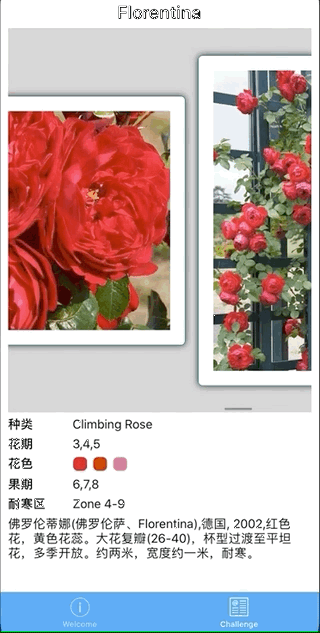 Florentina
种类 Climbing Rose
花期 3,4,5
花色
果潮 6,7,8
耐寒区 Zone 4-9
佛罗伦蒂娜(佛罗伦萨、Florentina),德国, 2002,红色
花，黄色花蕊。大花复瓣(26-40)，杯型过渡至平坦
花，多季开放。约两米，宽度约一米，耐寒。
Welcome
Challenge